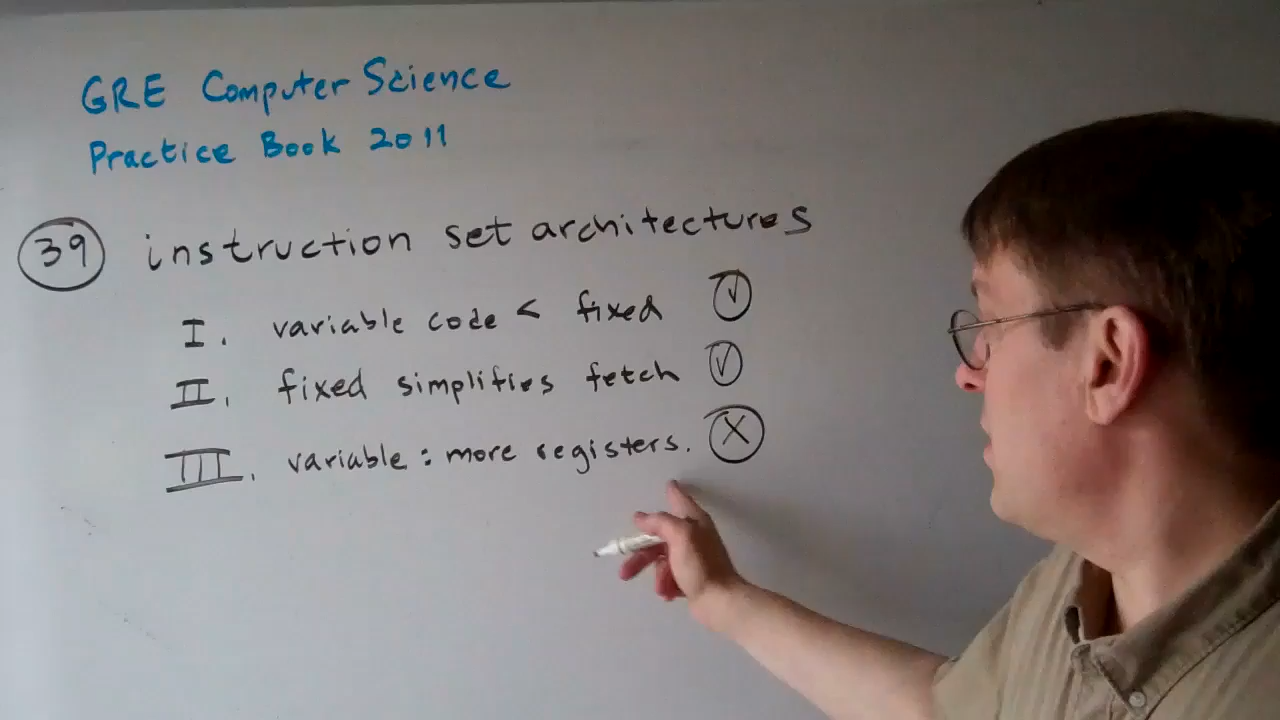 GRE Computer Science
Practice Book 2011
39 instruction set architectures
I. variable code < fixed ✓
II. fixed simplifies fetch ✓
III. variable : more registers. X